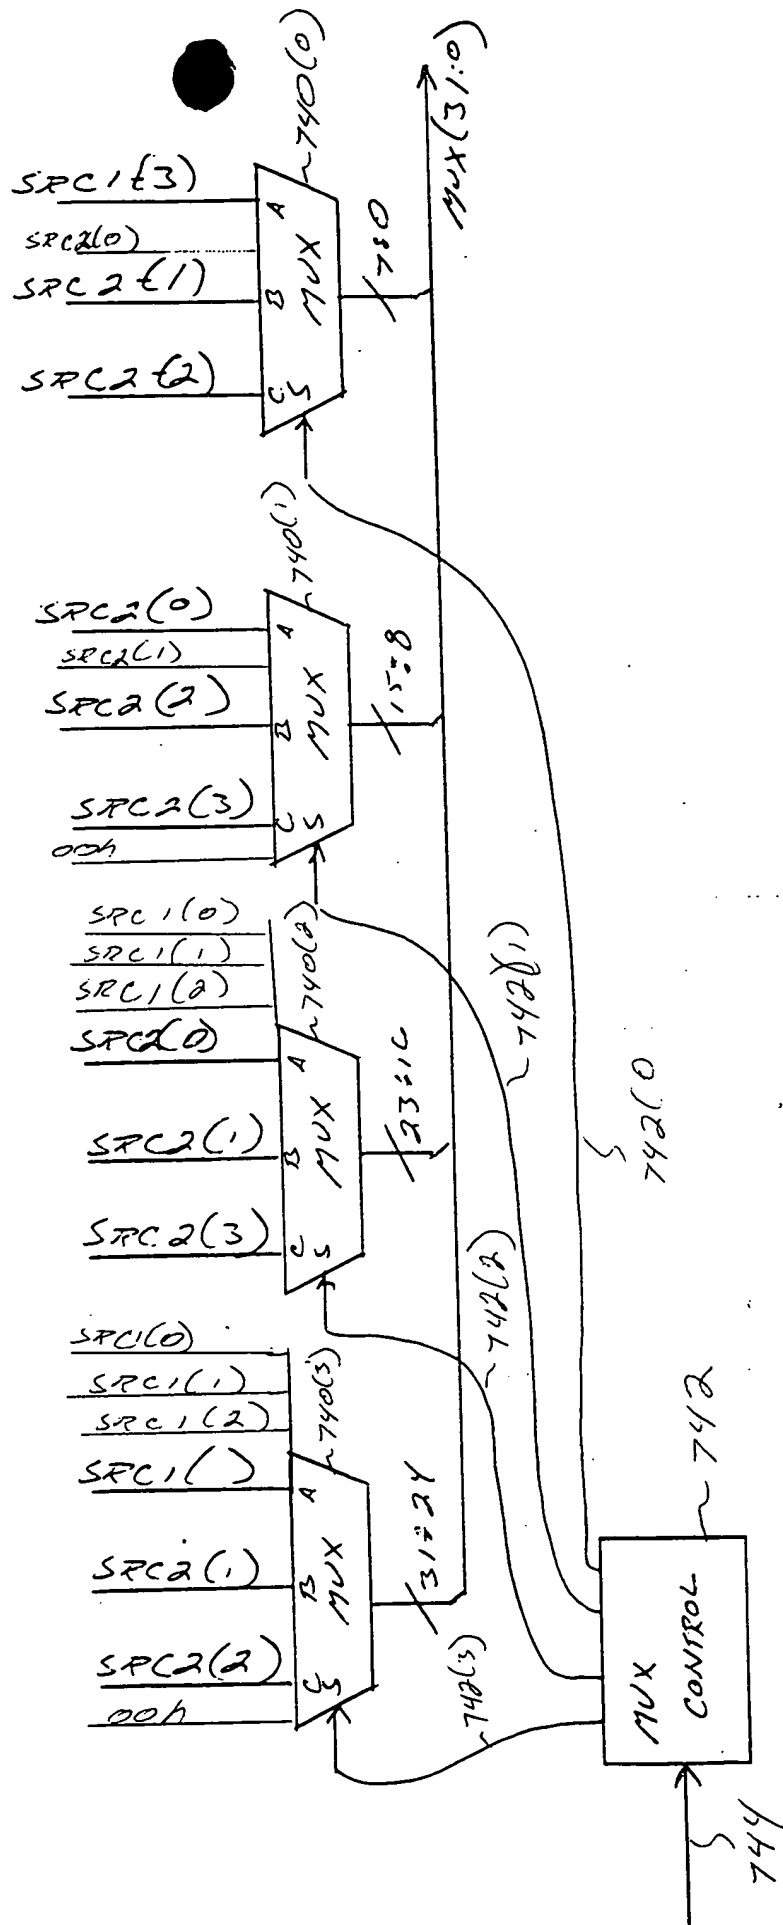 SRC1(3)
SRC2(0)
SRC2(1)
SRC2(2)
A
B
C
S
MUX
740(0)
7:0
MUX(31:0)
SRC2(0)
SRC2(1)
SRC2(2)
SRC2(3)
00h
A
B
C
S
MUX
740(1)
15:8
SRC1(0)
SRC1(1)
SRC1(2)
SRC2(0)
SRC2(1)
SRC2(3)
A
B
C
S
MUX
740(2)
23:16
SRC1(0)
SRC1(1)
SRC1(2)
SRC1( )
SRC2(1)
SRC2(2)
00h
A
B
C
S
MUX
740(3)
31:24
742(1)
742(0
742(2)
742(3)
MUX
CONTROL
742
744